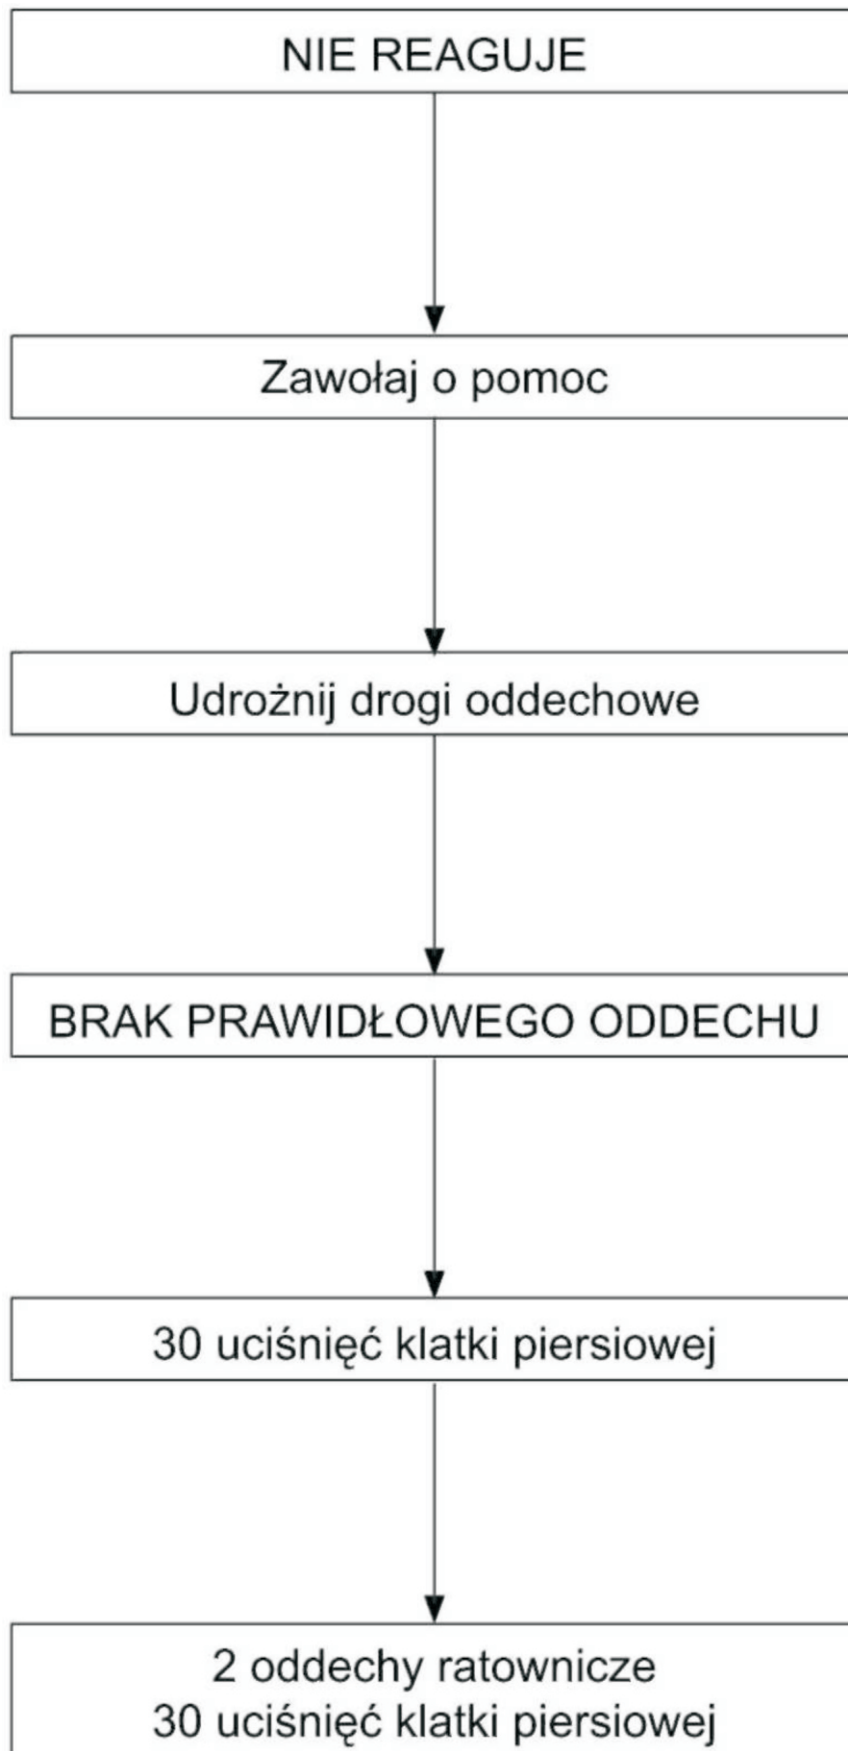 NIE REAGUJE
Zawołaj o pomoc
Udrożnij drogi oddechowe
BRAK PRAWIDŁOWEGO ODDECHU
30 uciśnięć klatki piersiowej
2 oddechy ratownicze
30 uciśnięć klatki piersiowej